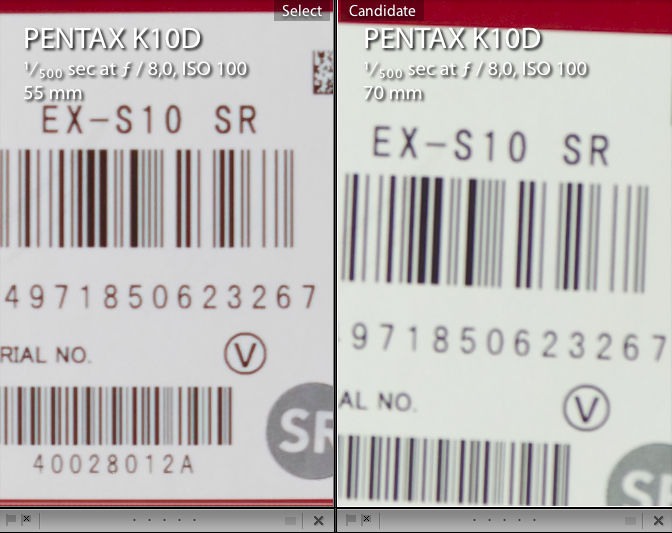 Select
PENTAX K10D
1/500 sec at ƒ / 8,0, ISO 100
55 mm
EX-S10 SR
4971850623267
RIAL NO. V
SR
40028012A
Candidate
PENTAX K10D
1/500 sec at ƒ / 8,0, ISO 100
70 mm
EX-S10 SR
971850623267
AL NO. V
SR